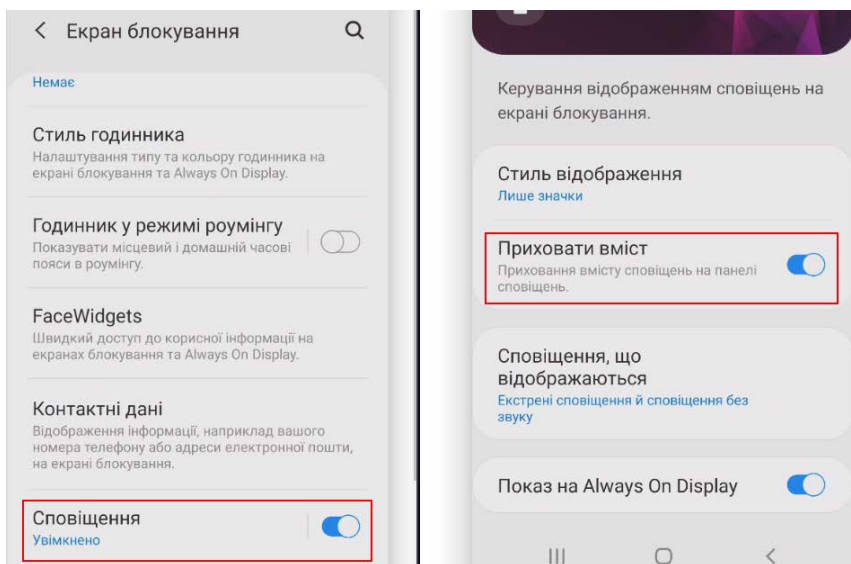 Екран блокування
Немає
Стиль годинника
Налаштування типу та кольору годинника на
екрані блокування та Always On Display.
Годинник у режимі роумінгу
Показувати місцевий і домашній часові
пояси в роумінгу.
FaceWidgets
Швидкий доступ до корисної інформації на
екранах блокування та Always On Display.
Контактні дані
Відображення інформації, наприклад вашого
номера телефону або адреси електронної пошти,
на екрані блокування.
Сповіщення
Увімкнено
Керування відображенням сповіщень на
екрані блокування.
Стиль відображення
Лише значки
Приховати вміст
Приховання вмісту сповіщень на панелі
сповіщень.
Сповіщення, що
відображаються
Екстрені сповіщення й сповіщення без
звуку
Показ на Always On Display